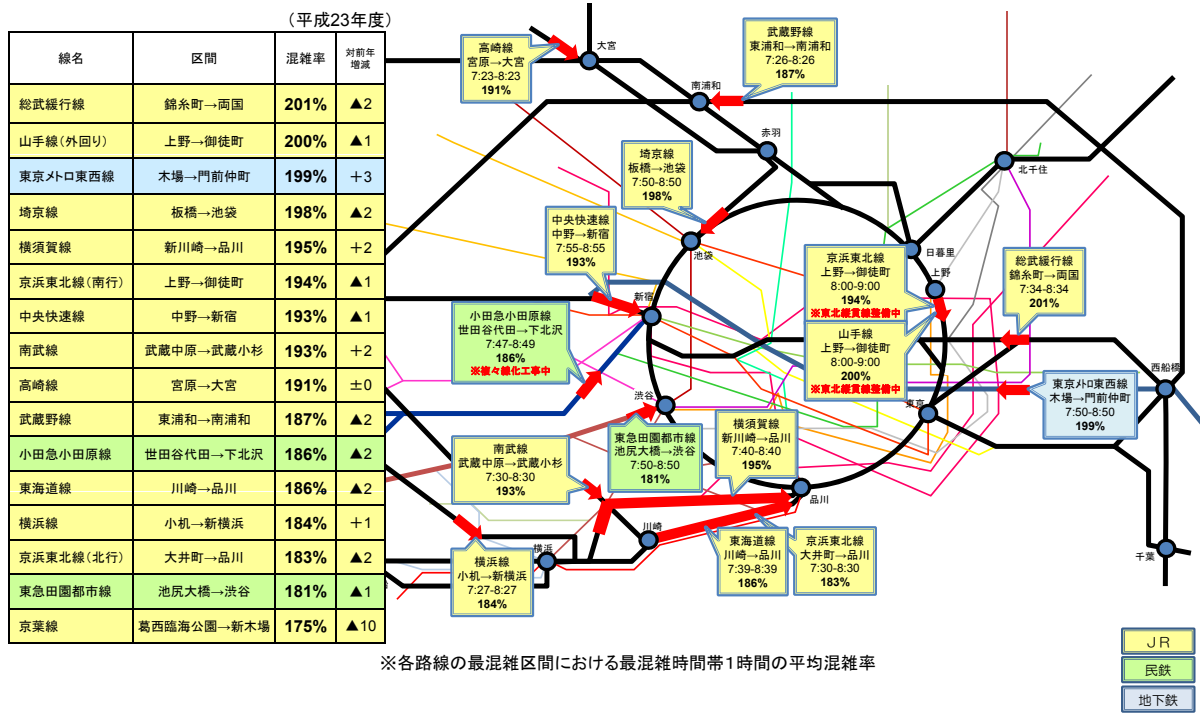 （平成23年度）
線名 区間 混雑率 対前年増減
総武緩行線 錦糸町→両国 201% ▲2
山手線（外回り） 上野→御徒町 200% ▲1
東京メトロ東西線 木場→門前仲町 199% ＋3
埼京線 板橋→池袋 198% ▲2
横須賀線 新川崎→品川 195% ＋2
京浜東北線（南行） 上野→御徒町 194% ▲1
中央快速線 中野→新宿 193% ▲1
南武線 武蔵中原→武蔵小杉 193% ＋2
高崎線 宮原→大宮 191% ±0
武蔵野線 東浦和→南浦和 187% ▲2
小田急小田原線 世田谷代田→下北沢 186% ▲2
東海道線 川崎→品川 186% ▲2
横浜線 小机→新横浜 184% ＋1
京浜東北線（北行） 大井町→品川 183% ▲2
東急田園都市線 池尻大橋→渋谷 181% ▲1
京葉線 葛西臨海公園→新木場 175% ▲10
高崎線
宮原→大宮
7:23-8:23
191%
大宮
武蔵野線
東浦和→南浦和
7:26-8:26
187%
南浦和
赤羽
埼京線
板橋→池袋
7:50-8:50
198%
北千住
中央快速線
中野→新宿
7:55-8:55
193%
池袋
日暮里
上野
京浜東北線
上野→御徒町
8:00-9:00
194%
※東北縦貫線整備中
総武緩行線
錦糸町→両国
7:34-8:34
201%
新宿
小田急小田原線
世田谷代田→下北沢
7:47-8:49
186%
※複々線化工事中
山手線
上野→御徒町
8:00-9:00
200%
※東北縦貫線整備中
西船橋
東京メトロ東西線
木場→門前仲町
7:50-8:50
199%
渋谷
東京
東急田園都市線
池尻大橋→渋谷
7:50-8:50
181%
横須賀線
新川崎→品川
7:40-8:40
195%
南武線
武蔵中原→武蔵小杉
7:30-8:30
193%
品川
川崎
横浜
千葉
横浜線
小机→新横浜
7:27-8:27
184%
東海道線
川崎→品川
7:39-8:39
186%
京浜東北線
大井町→品川
7:30-8:30
183%
※各路線の最混雑区間における最混雑時間帯１時間の平均混雑率
ＪＲ
民鉄
地下鉄